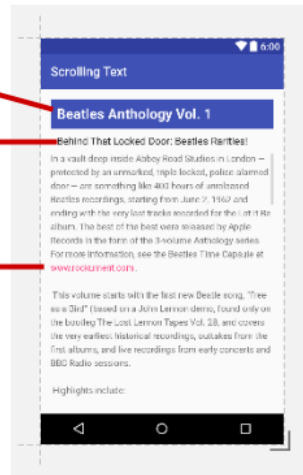 6:00
Scrolling Text
Beatles Anthology Vol. 1
Behind That Locked Door: Beatles Rarities!
In a vault deep inside Abbey Road Studios in London —
protected by an unmarked, triple locked, police alarmed
door — are something like 400 hours of unreleased
Beatles recordings, starting from June 2, 1962 and
ending with the very last tracks recorded for the Let It Be
album. The best of the best were released by Apple
Records in the form of the 3-volume Anthology series.
For more information, see the Beatles Time Capsule at
www.rockument.com.
This volume starts with the first new Beatle song, "Free
as a Bird" (based on a John Lennon demo, found only on
the bootleg The Lost Lennon Tapes Vol. 28, and covers
the very earliest historical recordings, outtakes from the
first albums, and live recordings from early concerts and
BBC Radio sessions.
Highlights include: